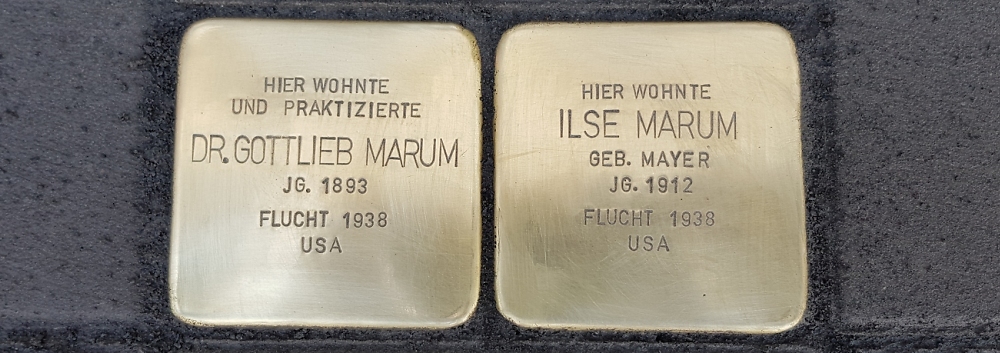 HIER WOHNTE
UND PRAKTIZIERTE
DR. GOTTLIEB MARUM
JG. 1893
FLUCHT 1938
USA
HIER WOHNTE
ILSE MARUM
GEB. MAYER
JG. 1912
FLUCHT 1938
USA